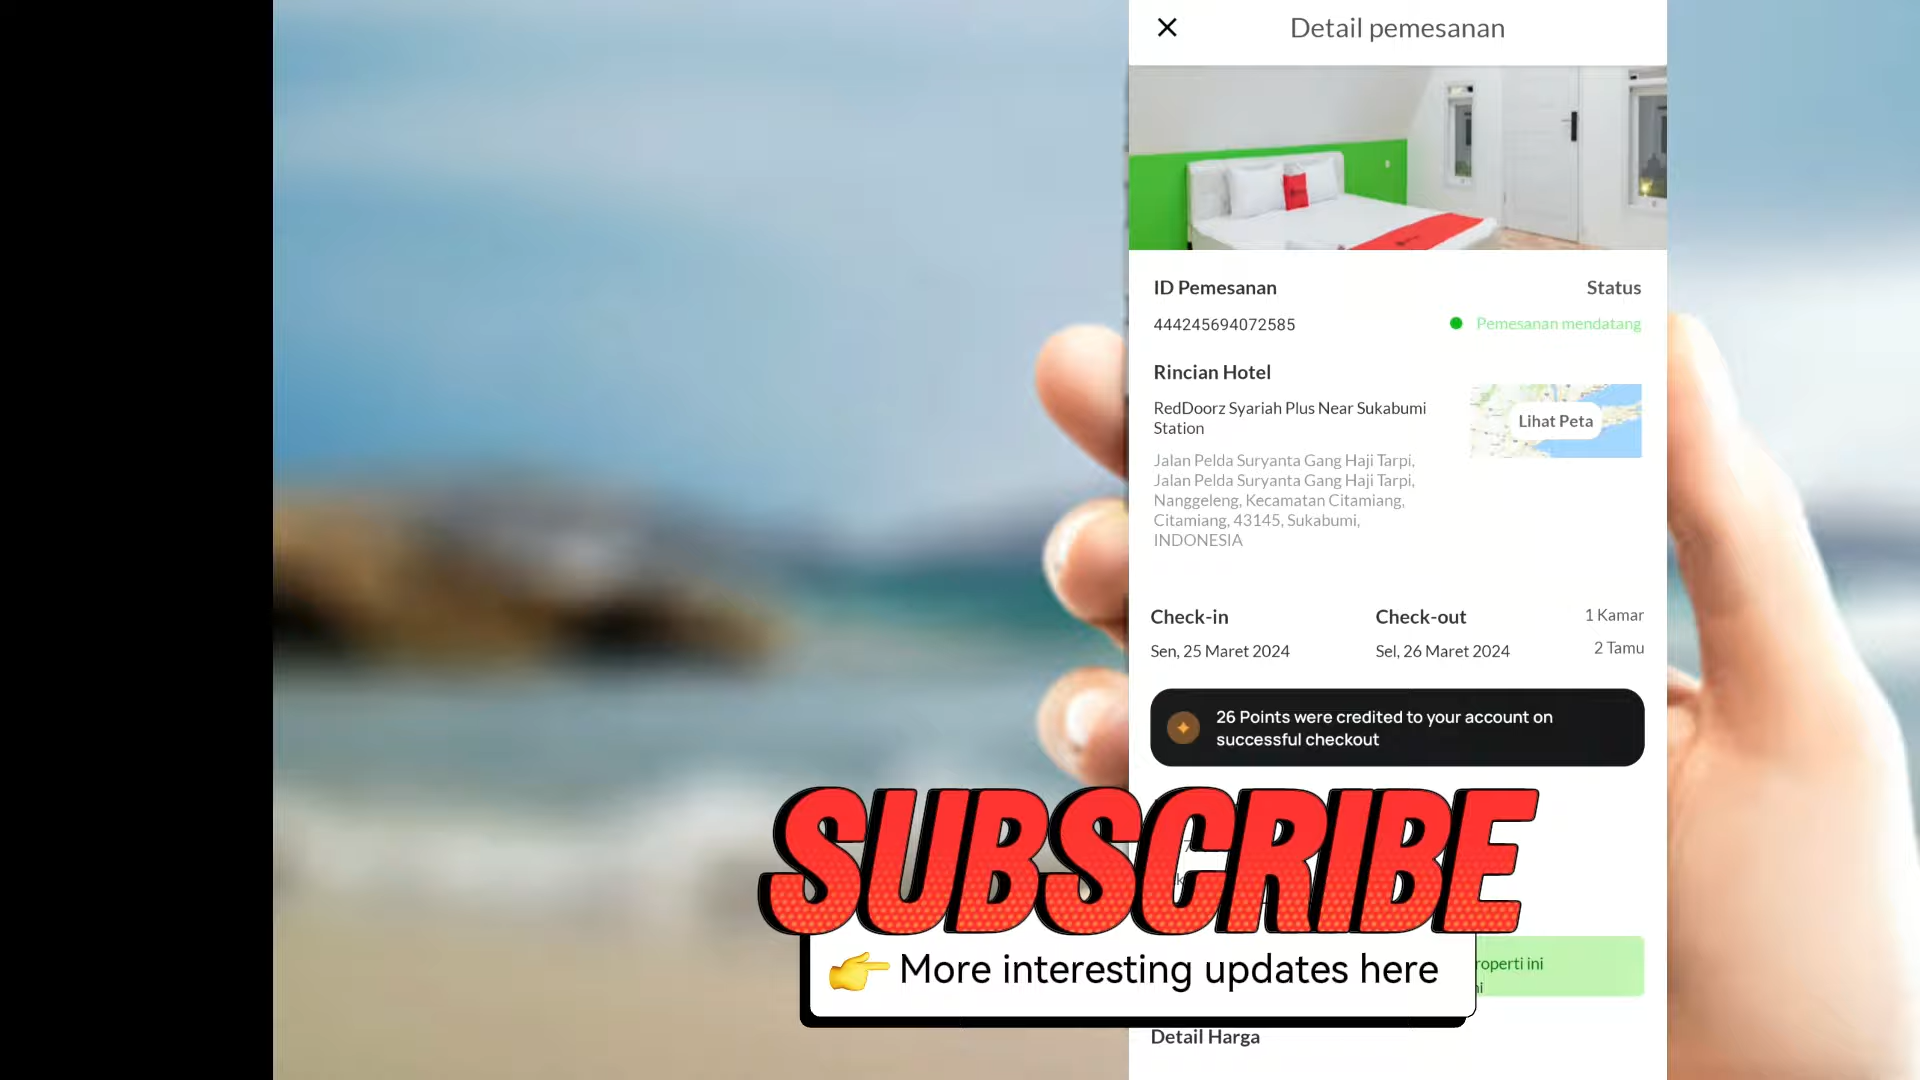 Detail pemesanan
ID Pemesanan
Status
444245694072585
Pemesanan mendatang
Rincian Hotel
RedDoorz Syariah Plus Near Sukabumi
Station
Lihat Peta
Jalan Pelda Suryanta Gang Haji Tarpi,
Jalan Pelda Suryanta Gang Haji Tarpi,
Nanggeleng, Kecamatan Citamiang,
Citamiang, 43145, Sukabumi,
INDONESIA
Check-in
Check-out
1 Kamar
Sen, 25 Maret 2024
Sel, 26 Maret 2024
2 Tamu
26 Points were credited to your account on
successful checkout
SUBSCRIBE
👉 More interesting updates here
roperti ini
Detail Harga